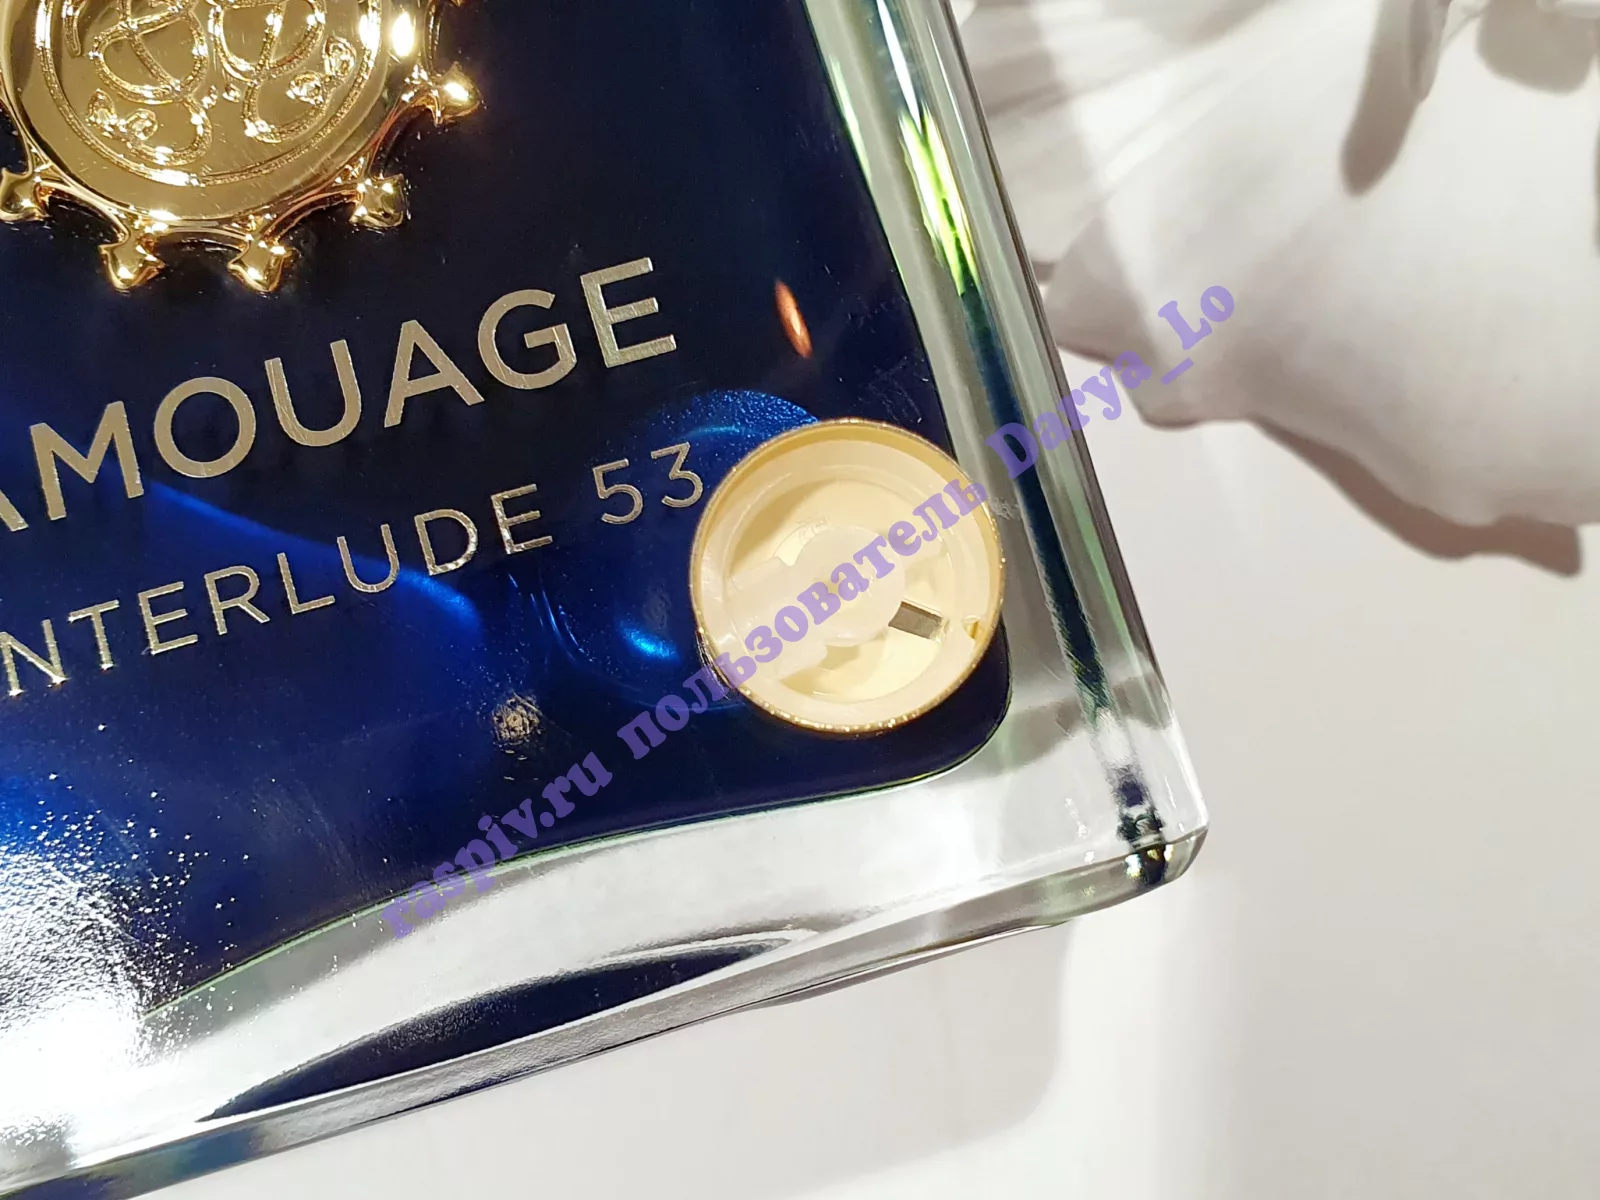 AMOUAGE
INTERLUDE 53
raspiv.ru пользователь Darya_Lo